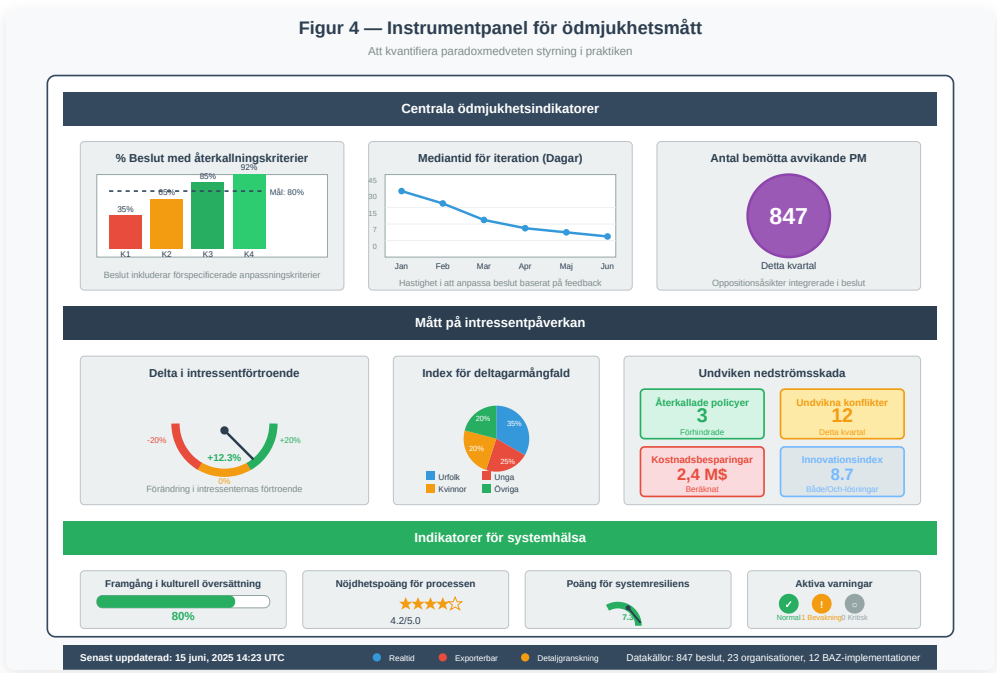 Figur 4 — Instrumentpanel för ödmjukhetsmått
Att kvantifiera paradoxmedveten styrning i praktiken
Centrala ödmjukhetsindikatorer
% Beslut med återkallningskriterier
92%
85%
65%
35%
Mål: 80%
K1 K2 K3 K4
Beslut inkluderar förspecificerade anpassningskriterier
Mediantid för iteration (Dagar)
45
30
15
7
0
Jan Feb Mar Apr Maj Jun
Hastighet i att anpassa beslut baserat på feedback
Antal bemötta avvikande PM
847
Detta kvartal
Oppositionsåsikter integrerade i beslut
Mått på intressentpåverkan
Delta i intressentförtroende
-20% +20%
+12.3%
0%
Förändring i intressenternas förtroende
Index för deltagarmångfald
20% 35%
20% 25%
Urfolk Unga
Kvinnor Övriga
Undviken nedströmsskada
Återkallade policyer
3
Förhindrade
Undvikna konflikter
12
Detta kvartal
Kostnadsbesparingar
2,4 M$
Beräknat
Innovationsindex
8.7
Både/Och-lösningar
Indikatorer för systemhälsa
Framgång i kulturell översättning
80%
Nöjdhetspoäng för processen
4.2/5.0
Poäng för systemresiliens
Aktiva varningar
Normal 1 Bevakning 0 Kritisk
Senast uppdaterad: 15 juni, 2025 14:23 UTC
Realtid Exporterbar Detaljgranskning
Datakällor: 847 beslut, 23 organisationer, 12 BAZ-implementationer